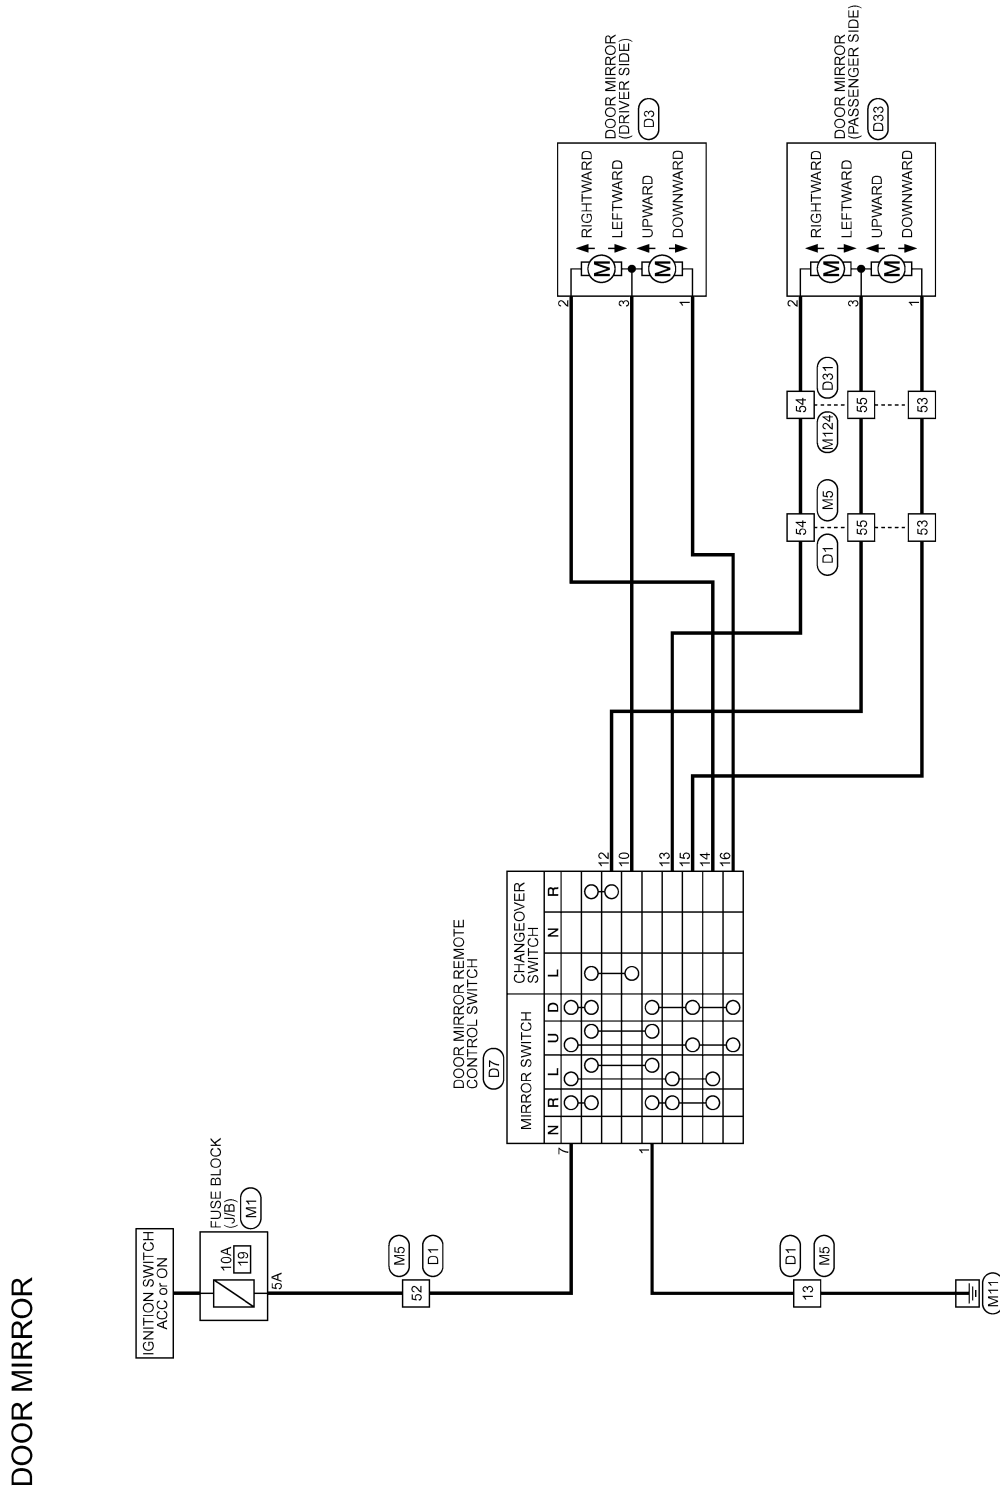 DOOR MIRROR
IGNITION SWITCH
ACC or ON
FUSE BLOCK
(J/B)
M1
10A
19
5A
M5
D1
52
7
1
D1
M5
13
M11
DOOR MIRROR REMOTE
CONTROL SWITCH
D7
MIRROR SWITCH
CHANGEOVER
SWITCH
N R L U D L N R
12
10
13
15
14
16
DOOR MIRROR
(DRIVER SIDE)
D3
RIGHTWARD
LEFTWARD
UPWARD
DOWNWARD
M
M
2
3
1
DOOR MIRROR
(PASSENGER SIDE)
D33
RIGHTWARD
LEFTWARD
UPWARD
DOWNWARD
M
M
2
3
1
54
D1
M5
55
53
54
M124
D31
55
53